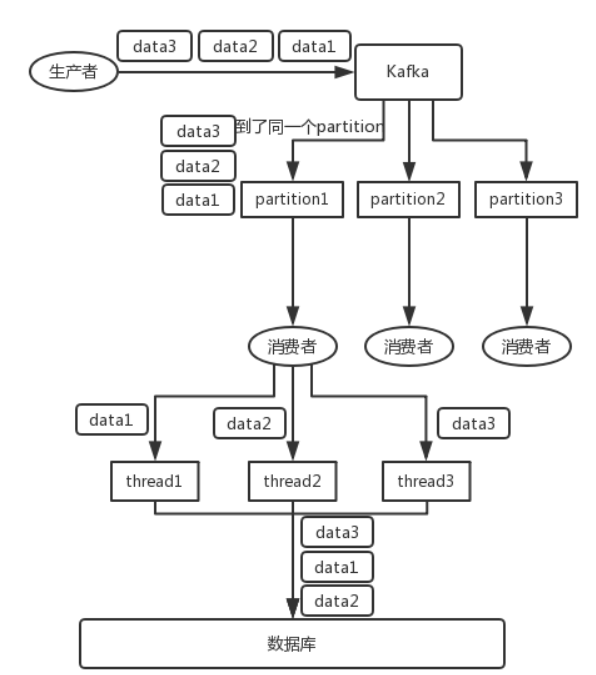 data3 data2 data1
生产者
Kafka
data3
到了同一个partition
data2
data1
partition1 partition2 partition3
消费者 消费者 消费者
data1 data2 data3
thread1 thread2 thread3
data3
data1
data2
数据库